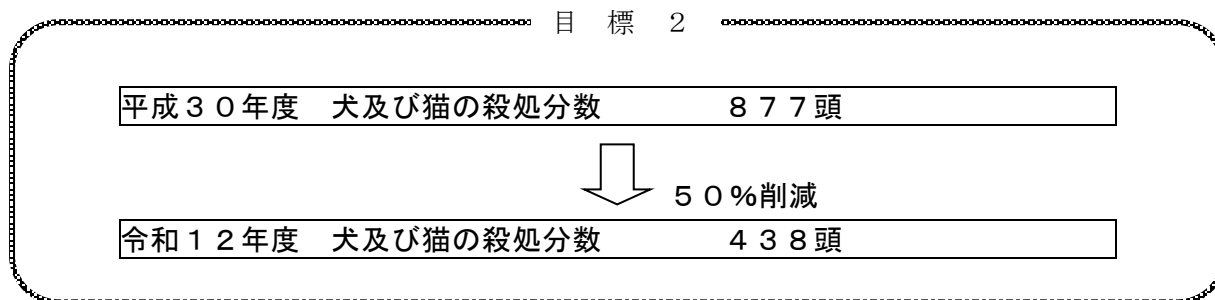 目 標 ２
平成３０年度 犬及び猫の殺処分数 ８７７頭
５０％削減
令和１２年度 犬及び猫の殺処分数 ４３８頭